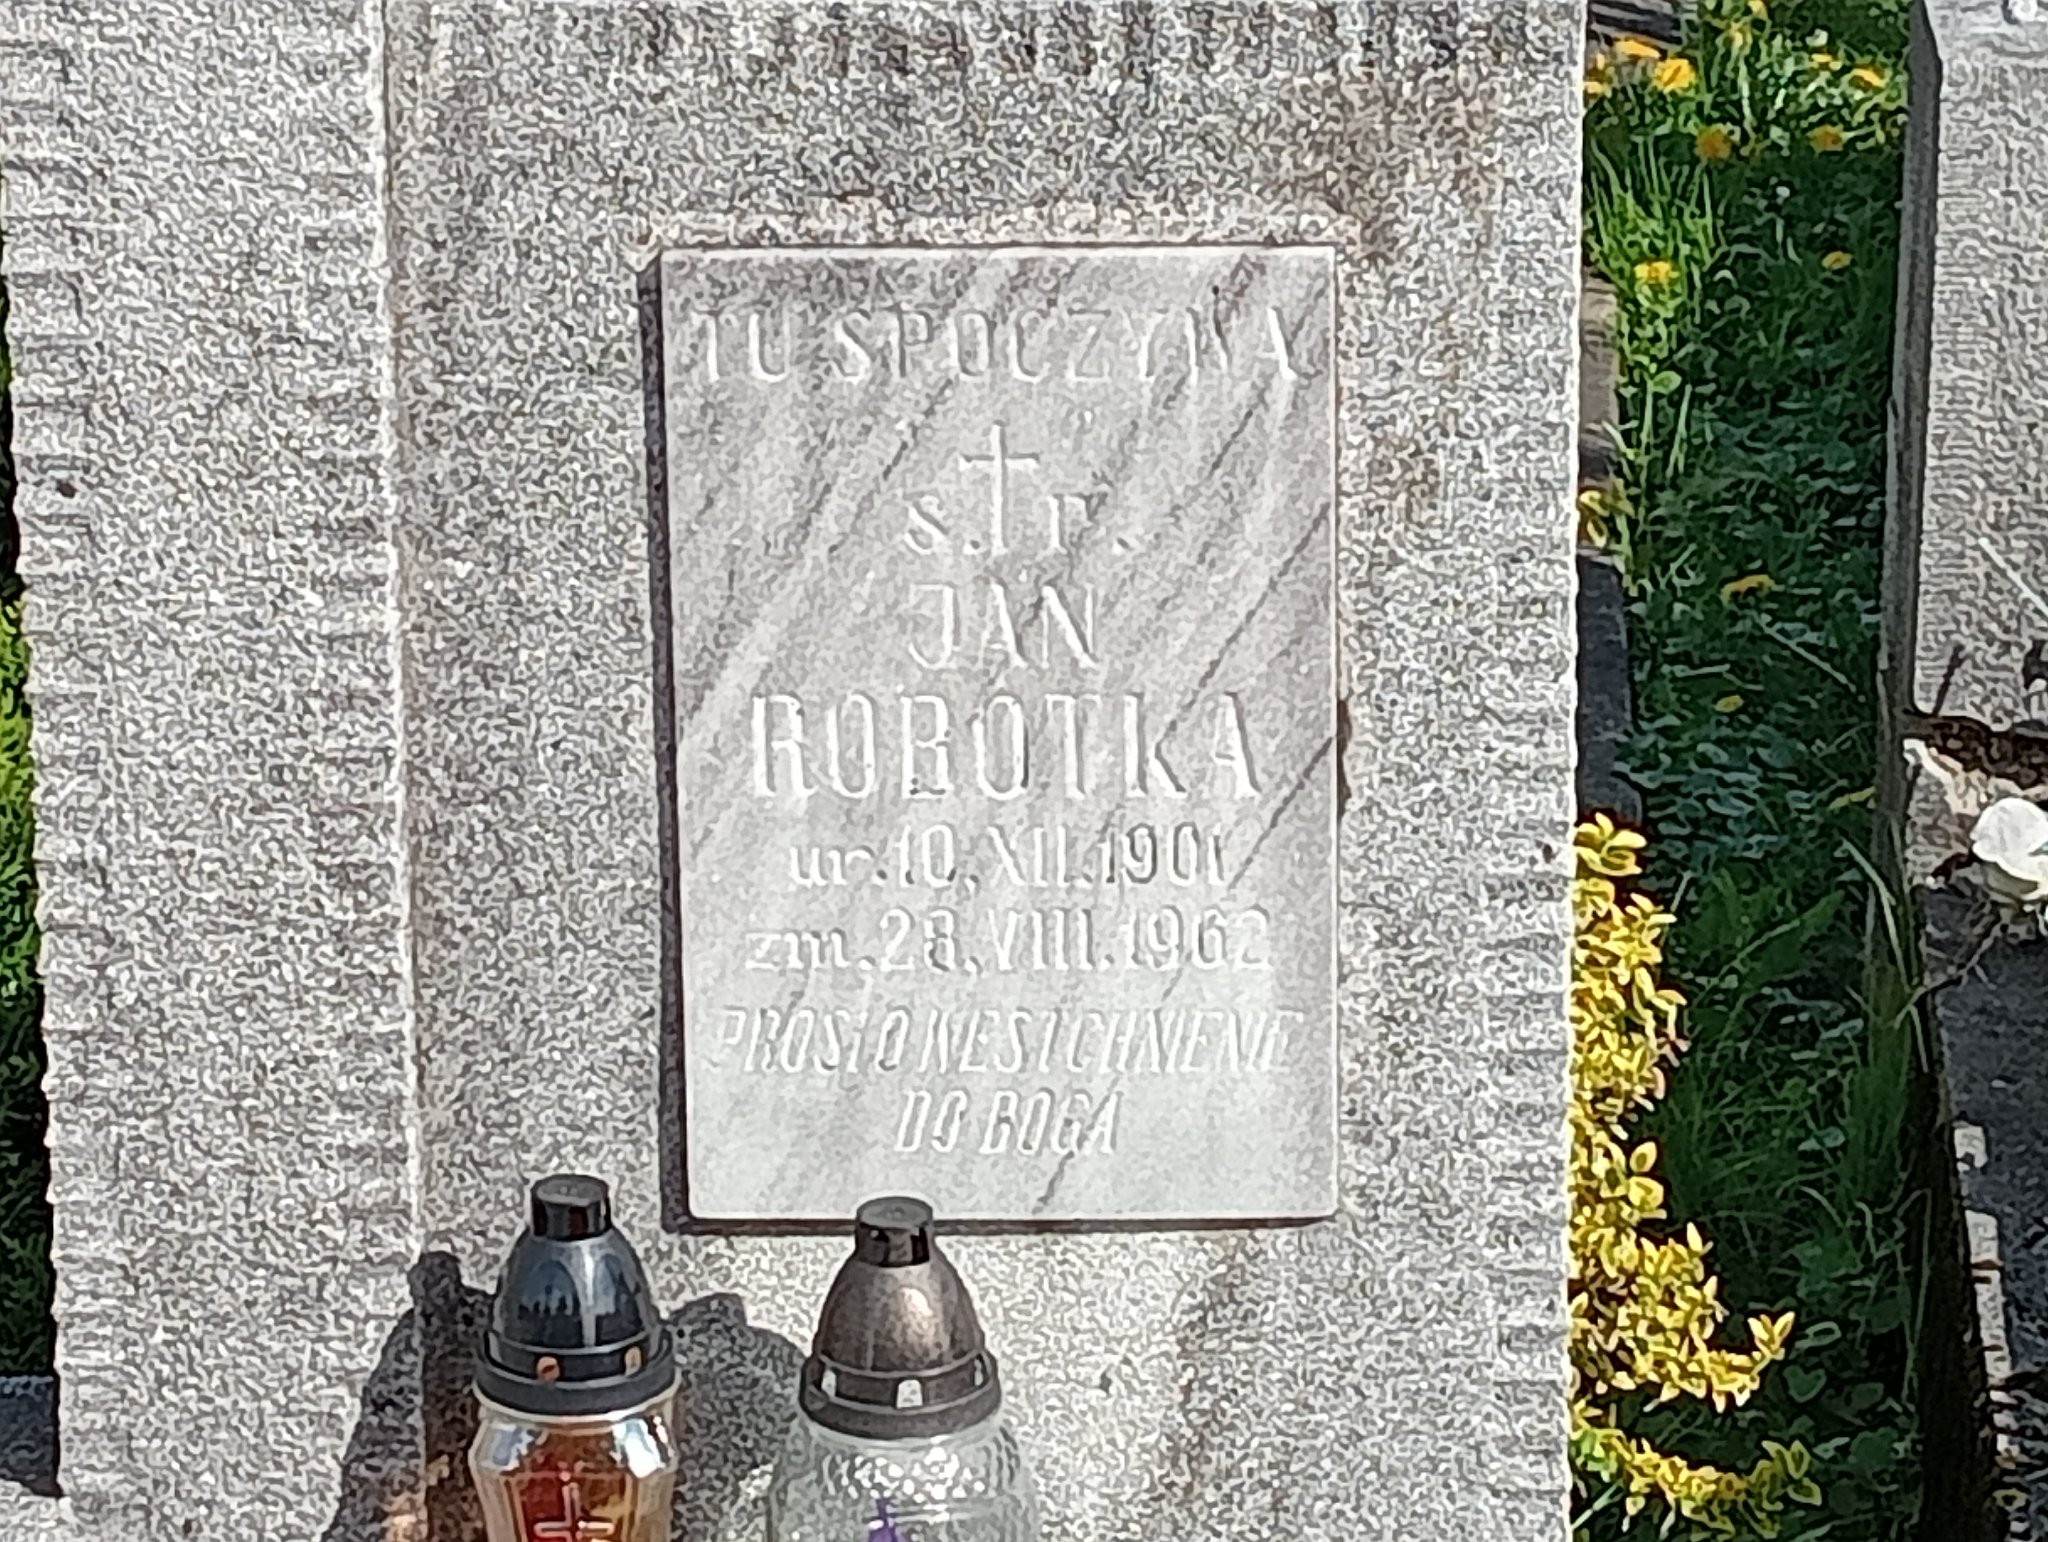 TU SPOCZYWA
s.†p.
JAN
ROBOTKA
ur.10.XII.1901
zm.28.VIII.1962
PROSI O WESTCHNIENIE
DO BOGA